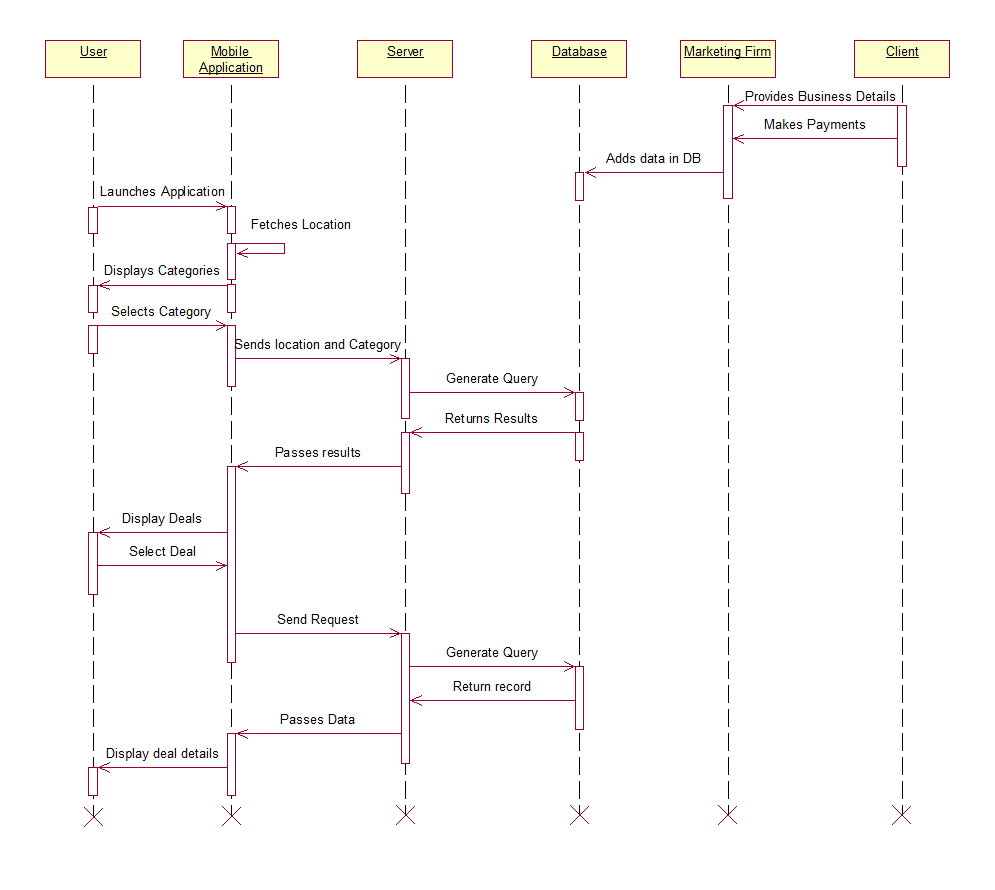 User
Mobile
Application
Server
Database
Marketing Firm
Client
Provides Business Details
Makes Payments
Adds data in DB
Launches Application
Fetches Location
Displays Categories
Selects Category
Sends location and Category
Generate Query
Returns Results
Passes results
Display Deals
Select Deal
Send Request
Generate Query
Return record
Passes Data
Display deal details